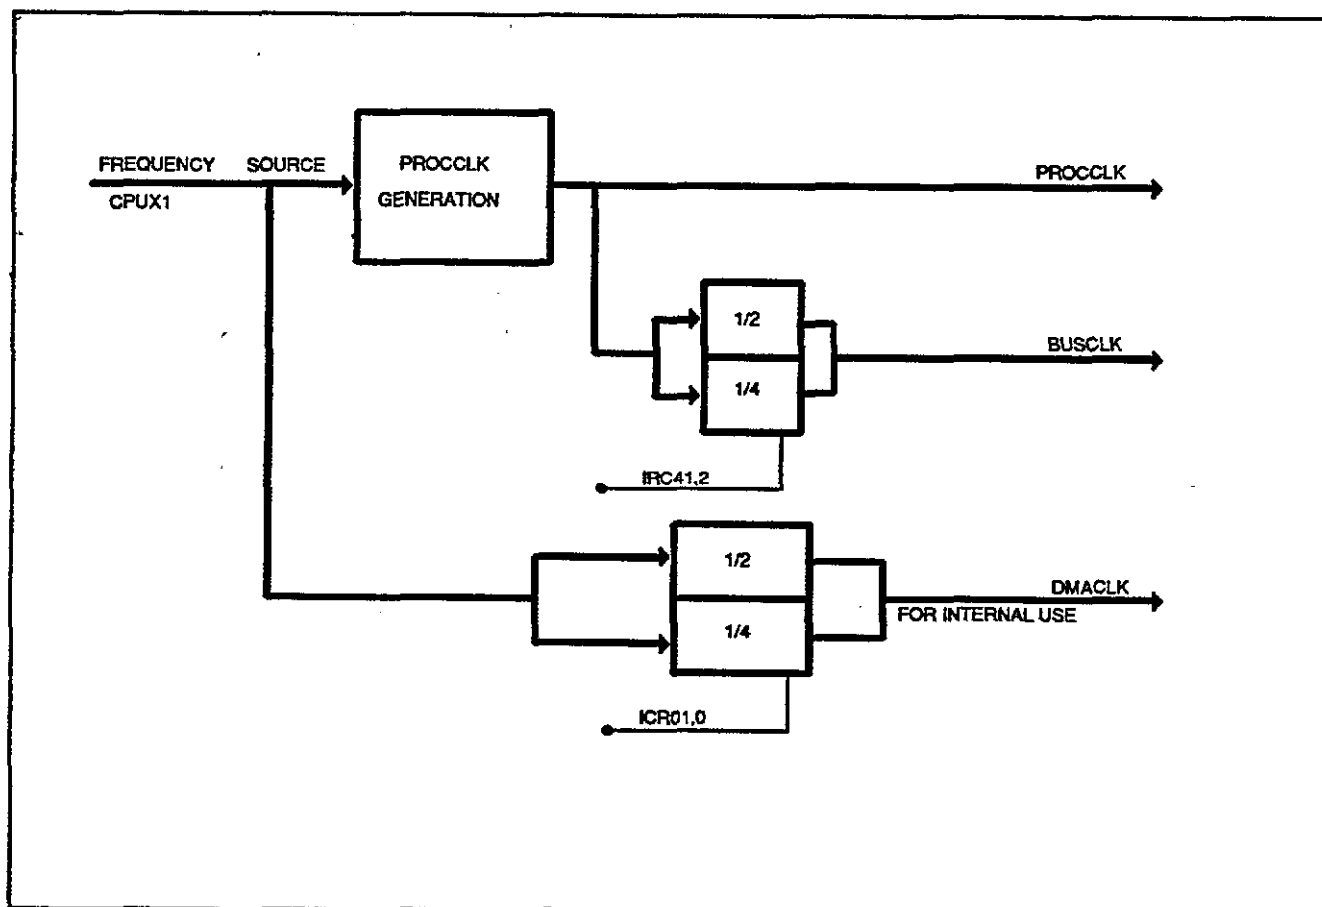 FREQUENCY SOURCE
CPUX1
PROCCLK
GENERATION
PROCCLK
1/2
1/4
BUSCLK
IRC41,2
1/2
1/4
DMACLK
FOR INTERNAL USE
ICR01,0